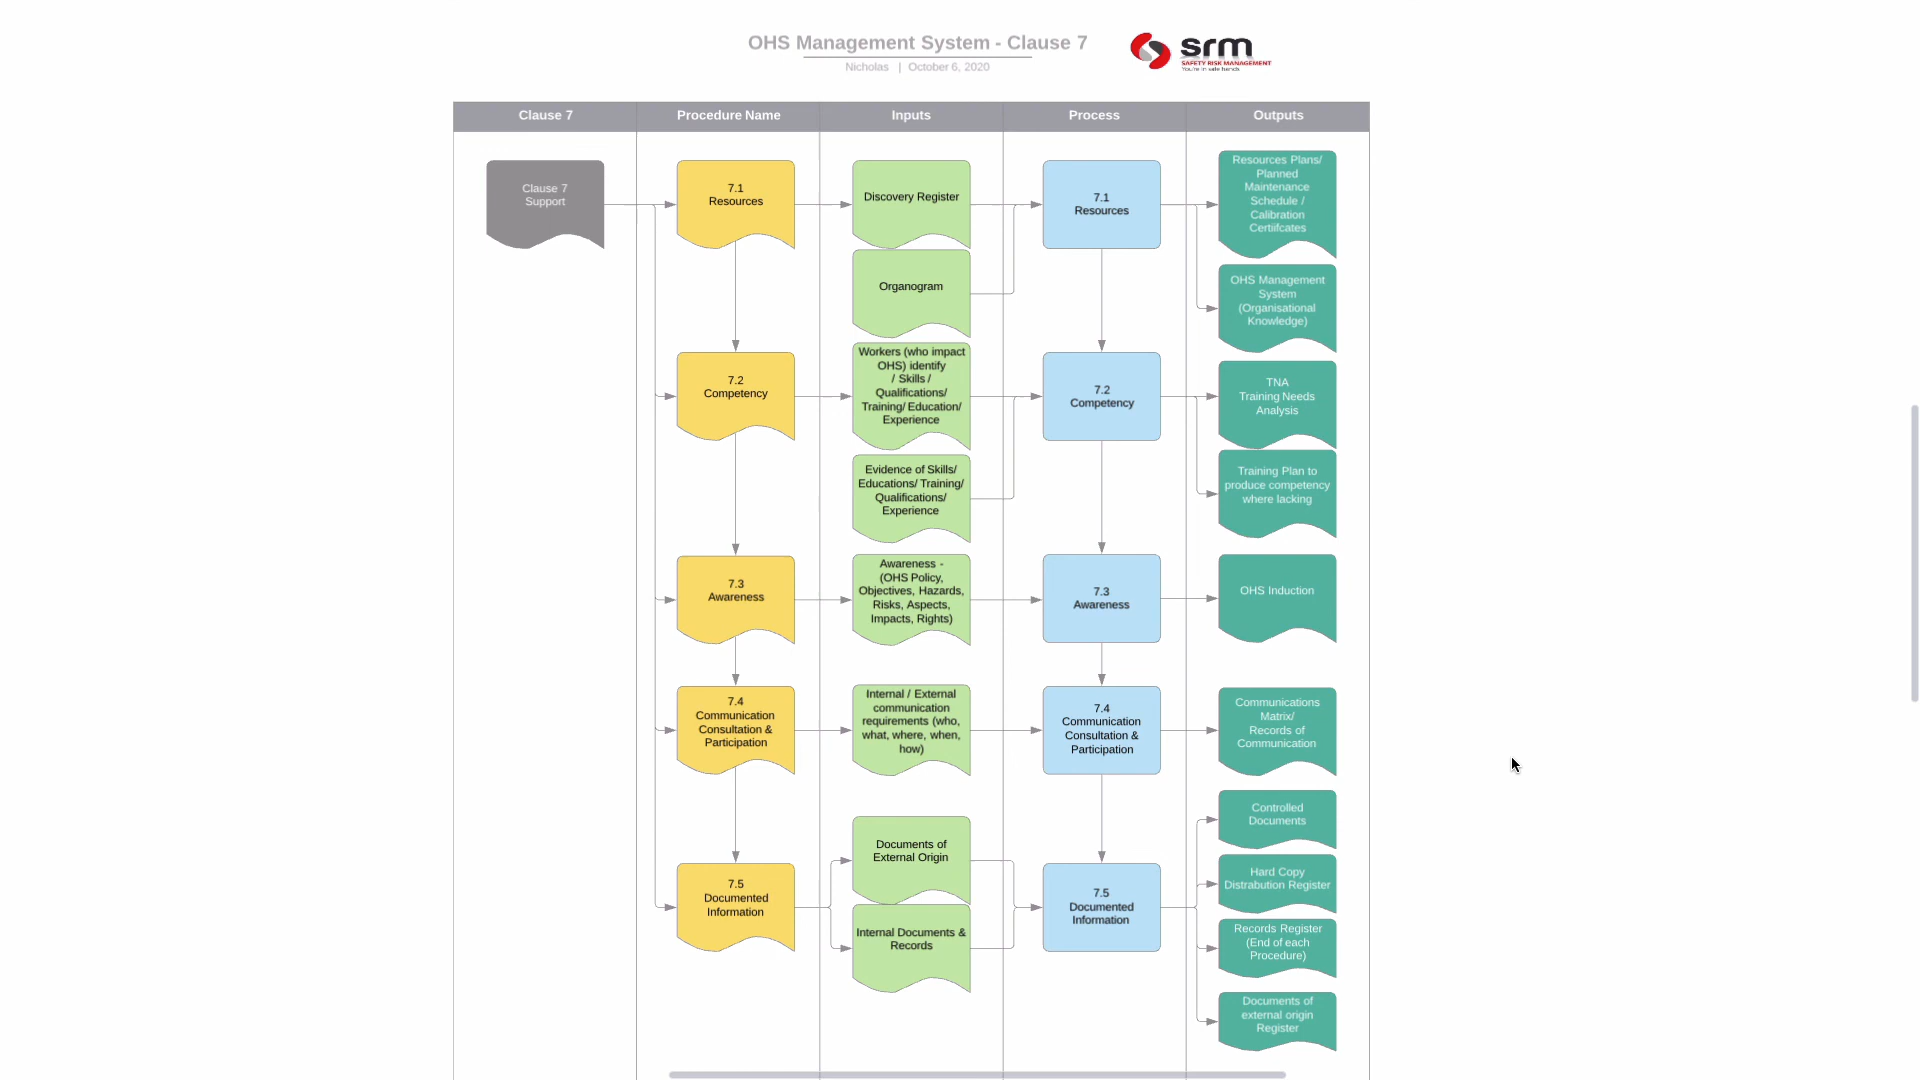 OHS Management System - Clause 7
Nicholas | October 6, 2020
srm
SAFETY RISK MANAGEMENT
You're in safe hands
Clause 7
Procedure Name
Inputs
Process
Outputs
Clause 7
Support
7.1
Resources
Discovery Register
Organogram
7.1
Resources
Resources Plans/
Planned
Maintenance
Schedule /
Calibration
Certiifcates
OHS Management
System
(Organisational
Knowledge)
7.2
Competency
Workers (who impact
OHS) identify
/ Skills /
Qualifications/
Training/ Education/
Experience
Evidence of Skills/
Educations/ Training/
Qualifications/
Experience
7.2
Competency
TNA
Training Needs
Analysis
Training Plan to
produce competency
where lacking
7.3
Awareness
Awareness -
(OHS Policy,
Objectives, Hazards,
Risks, Aspects,
Impacts, Rights)
7.3
Awareness
OHS Induction
7.4
Communication
Consultation &
Participation
Internal / External
communication
requirements (who,
what, where, when,
how)
7.4
Communication
Consultation &
Participation
Communications
Matrix/
Records of
Communication
7.5
Documented
Information
Documents of
External Origin
Internal Documents &
Records
7.5
Documented
Information
Controlled
Documents
Hard Copy
Distrabution Register
Records Register
(End of each
Procedure)
Documents of
external origin
Register